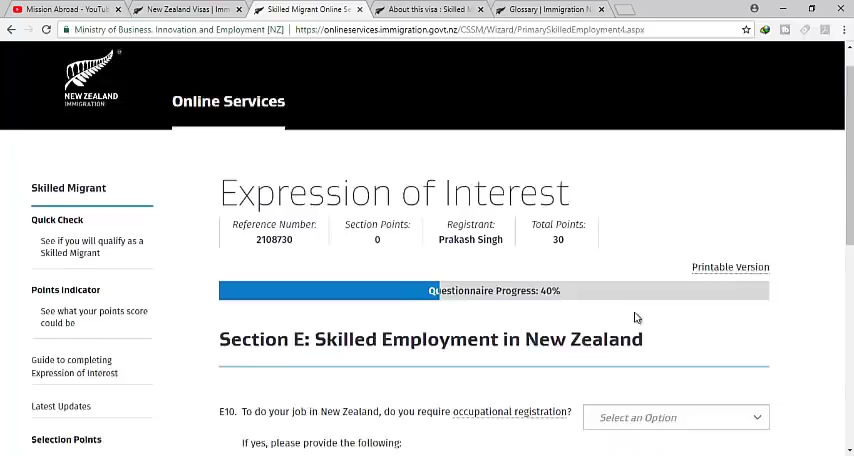 Mission Abroad - YouTub
New Zealand Visas | Imm
Skilled Migrant Online Se
About this visa : Skilled M
Glossary | Immigration N
Ministry of Business, Innovation and Employment [NZ]
https://onlineservices.immigration.govt.nz/CSSM/Wizard/PrimarySkilledEmployment4.aspx
NEW ZEALAND
IMMIGRATION
Online Services
Skilled Migrant
Quick Check
See if you will qualify as a
Skilled Migrant
Points Indicator
See what your points score
could be
Guide to completing
Expression of Interest
Latest Updates
Selection Points
Expression of Interest
Reference Number: Section Points: Registrant: Total Points:
2108730 0 Prakash Singh 30
Printable Version
Questionnaire Progress: 40%
Section E: Skilled Employment in New Zealand
E10. To do your job in New Zealand, do you require occupational registration? Select an Option
If yes, please provide the following: